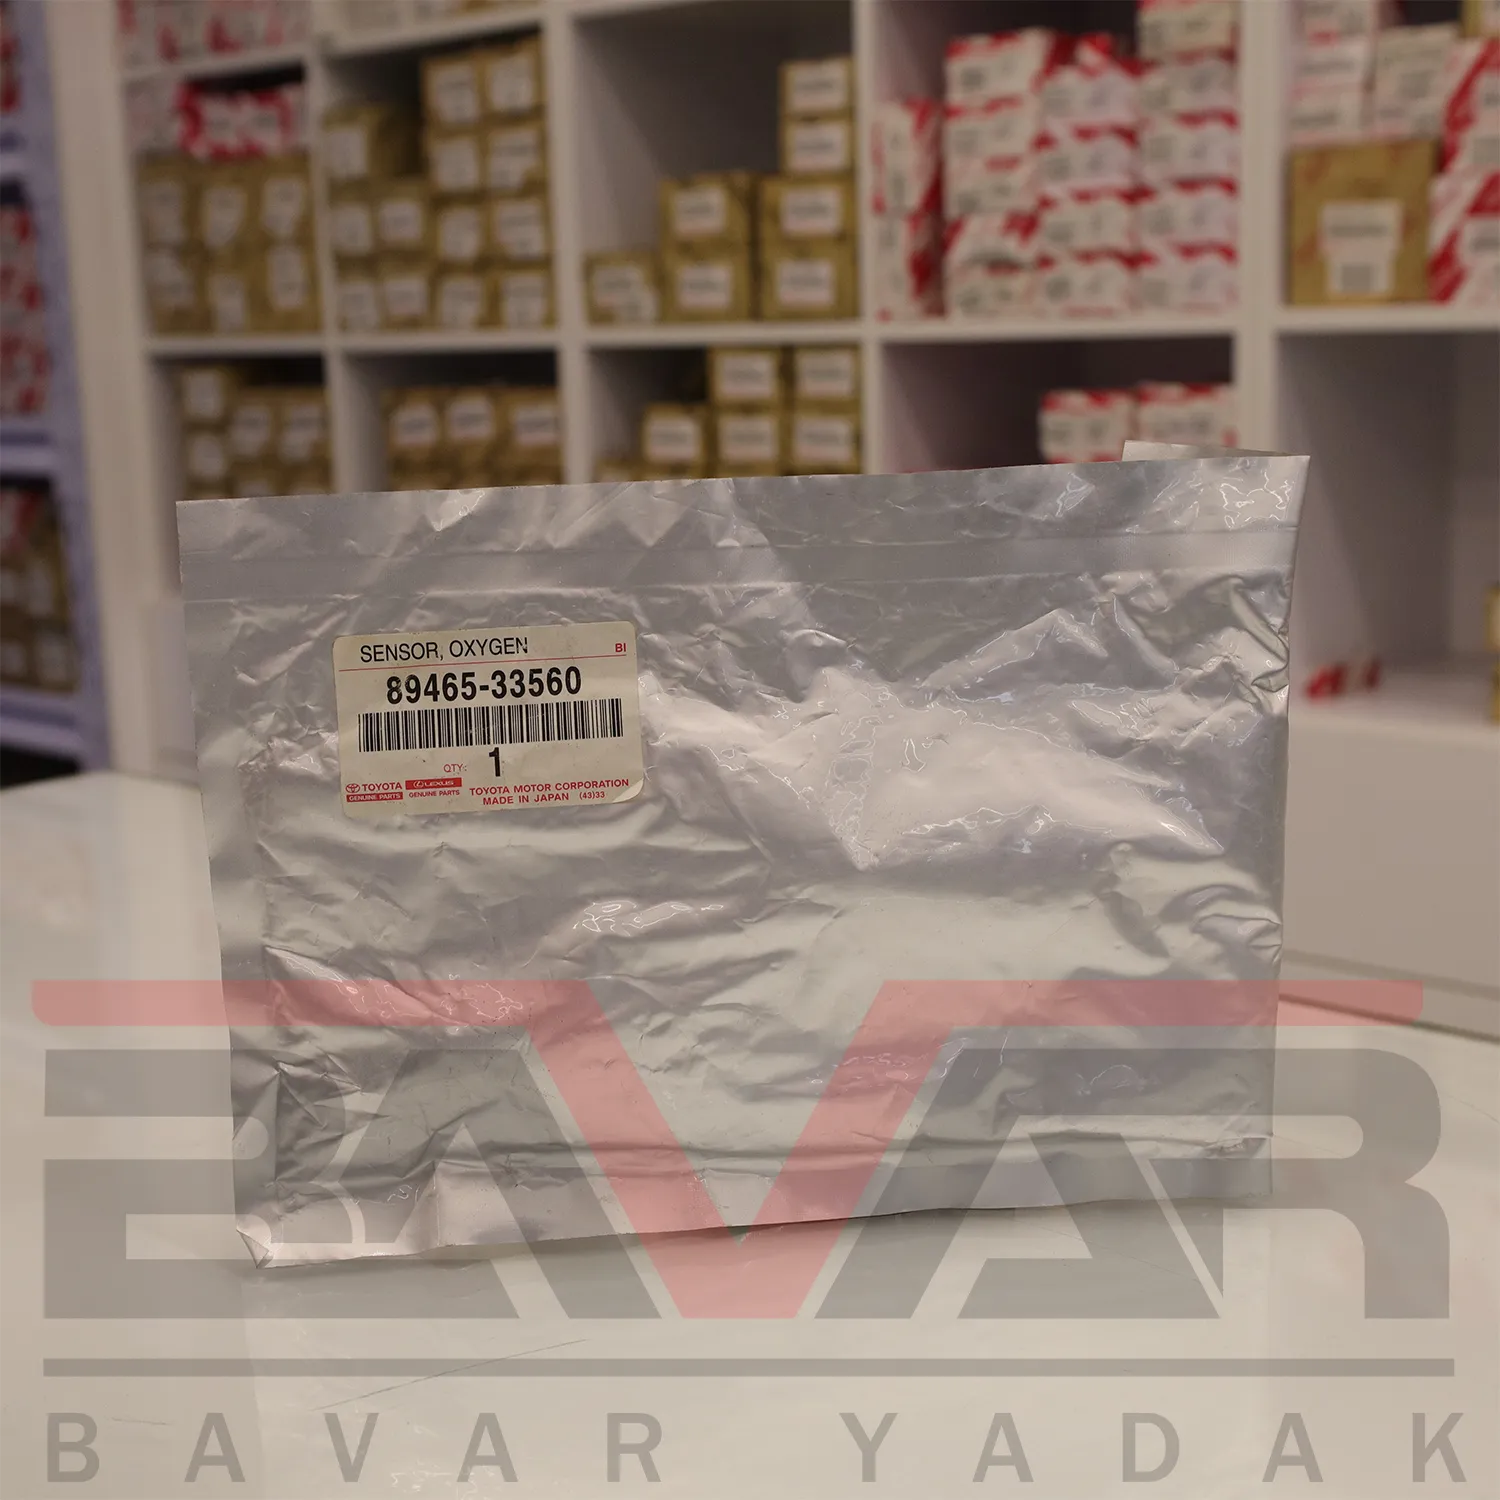 SENSOR, OXYGEN BI
89465-33560
QTY: 1
TOYOTA LEXUS TOYOTA MOTOR CORPORATION
GENUINE PARTS GENUINE PARTS MADE IN JAPAN (43)33
BAVAR
BAVAR YADAK